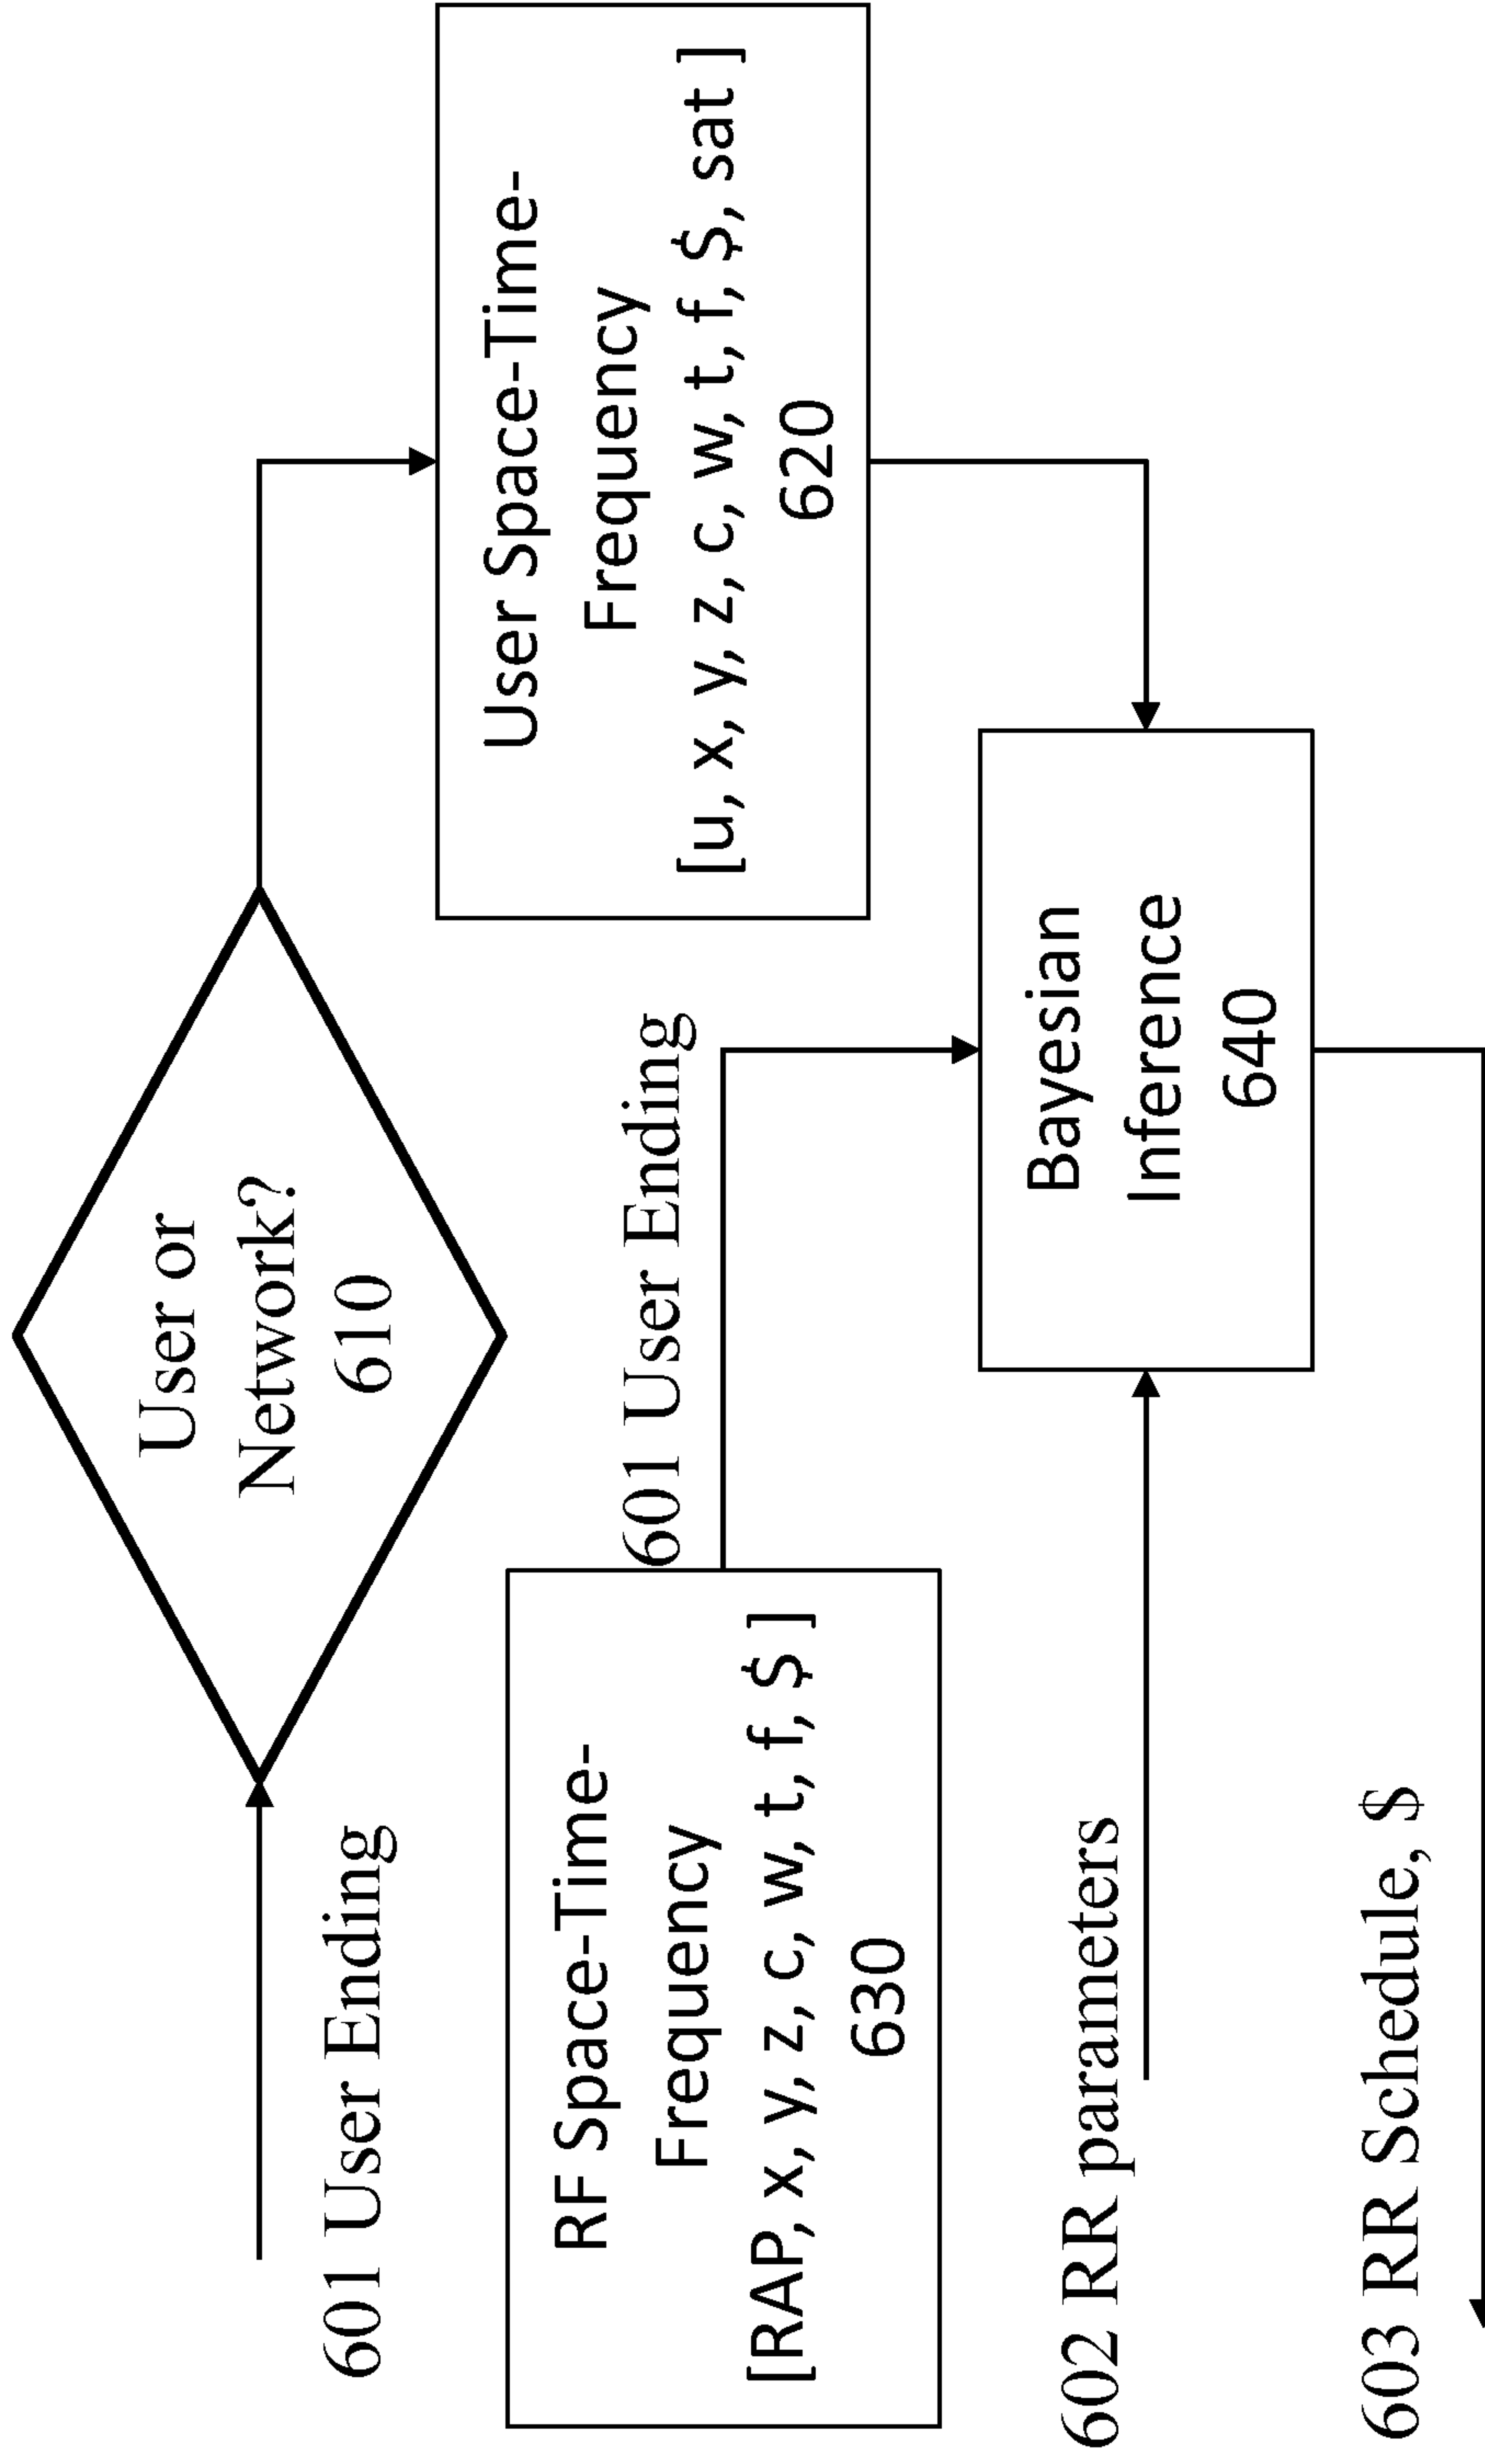 User or
Network?
610
601 User Ending
User Space-Time-
Frequency
[u, x, y, z, c, w, t, f, $, sat ]
620
RF Space-Time-
Frequency
[RAP, x, y, z, c, w, t, f, $ ]
630
601 User Ending
Bayesian
Inference
640
602 RR parameters
603 RR Schedule, $